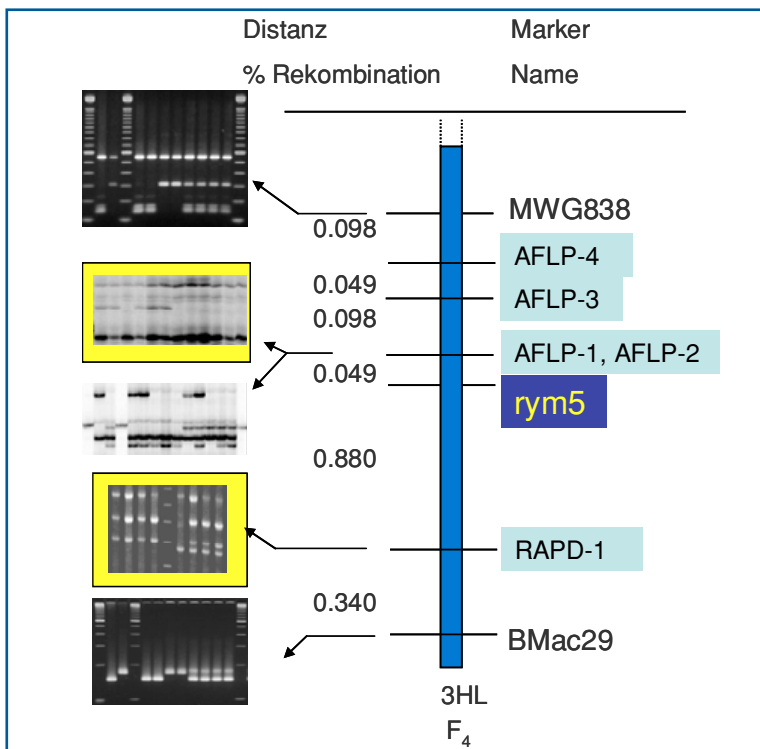 Distanz Marker
% Rekombination Name
MWG838
0.098
AFLP-4
0.049
AFLP-3
0.098
AFLP-1, AFLP-2
0.049
rym5
0.880
RAPD-1
0.340
BMac29
3HL
F4